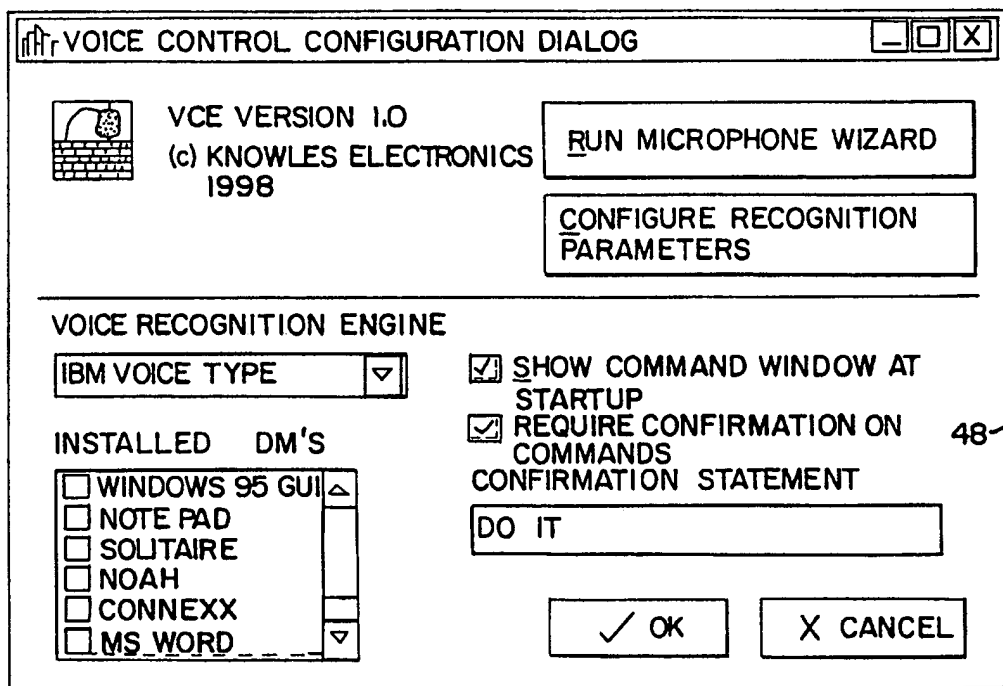 VOICE CONTROL CONFIGURATION DIALOG
VCE VERSION 1.0
(c) KNOWLES ELECTRONICS
1998
RUN MICROPHONE WIZARD
CONFIGURE RECOGNITION
PARAMETERS
VOICE RECOGNITION ENGINE
IBM VOICE TYPE
INSTALLED DM'S
WINDOWS 95 GUI
NOTE PAD
SOLITAIRE
NOAH
CONNEXX
MS WORD
SHOW COMMAND WINDOW AT
STARTUP
REQUIRE CONFIRMATION ON
COMMANDS
48
CONFIRMATION STATEMENT
DO IT
OK
X CANCEL